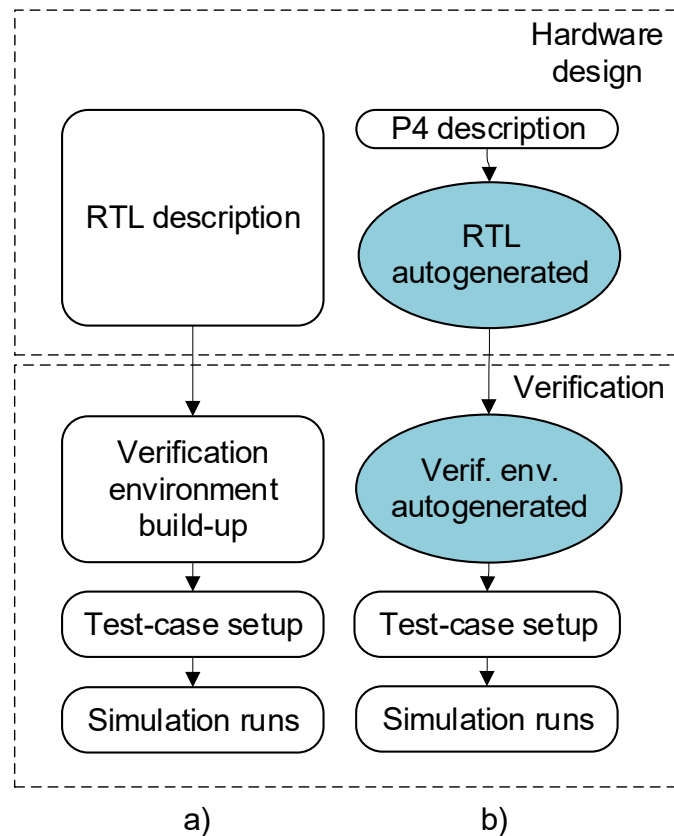 Hardware
design
P4 description
RTL description
RTL
autogenerated
Verification
Verification
environment
build-up
Verif. env.
autogenerated
Test-case setup
Test-case setup
Simulation runs
Simulation runs
a)
b)